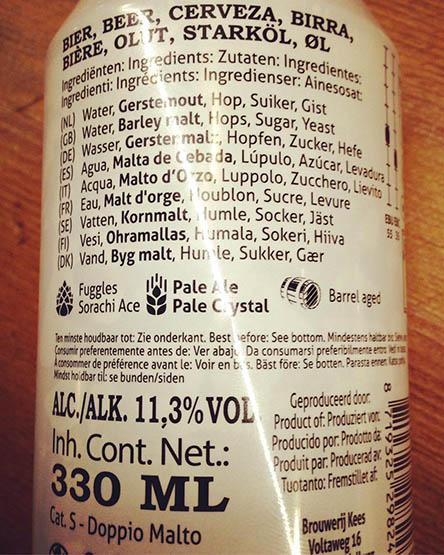 BIER, BEER, CERVEZA, BIRRA,
BIÈRE, OLUT, STARKÖL, ØL
Ingrediënten: Ingredients: Zutaten: Ingredientes:
Ingredienti: Ingrédients: Ingredienser: Ainesosat:
(NL) Water, Gerstemout, Hop, Suiker, Gist
(GB) Water, Barley malt, Hops, Sugar, Yeast
(DE) Wasser, Gerstenmalz, Hopfen, Zucker, Hefe
(ES) Agua, Malta de Cebada, Lúpulo, Azúcar, Levadura
(IT) Acqua, Malto d'Orzo, Luppolo, Zucchero, Lievito
(FR) Eau, Malt d'orge, Houblon, Sucre, Levure
(SE) Vatten, Kornmalt, Humle, Socker, Jäst
(FI) Vesi, Ohramallas, Humala, Sokeri, Hiiva
(DK) Vand, Byg malt, Humle, Sukker, Gær
Fuggles
Sorachi Ace
Pale Ale
Pale Crystal
Barrel aged
Ten minste houdbaar tot: Zie onderkant. Best before: See bottom. Mindestens haltbar
Consumir preferentemente antes de: Ver abajo. Da consumarsi preferibilmente entro:
A consommer de préférence avant le: Voir en bas. Bäst före: Se botten. Parasta ennen:
Mindst holdbar til: se bunden/siden
ALC./ALK. 11,3% VOL.
Inh. Cont. Net.:
330 ML
Cat. S - Doppio Malto
Geproduceerd door:
Product of: Produziert von:
Producido por: Prodotto da:
Produit par: Producerad av:
Tuotanto: Fremstillet af:
Brouwerij Kees
Voltaweg 16
8 719325 2982